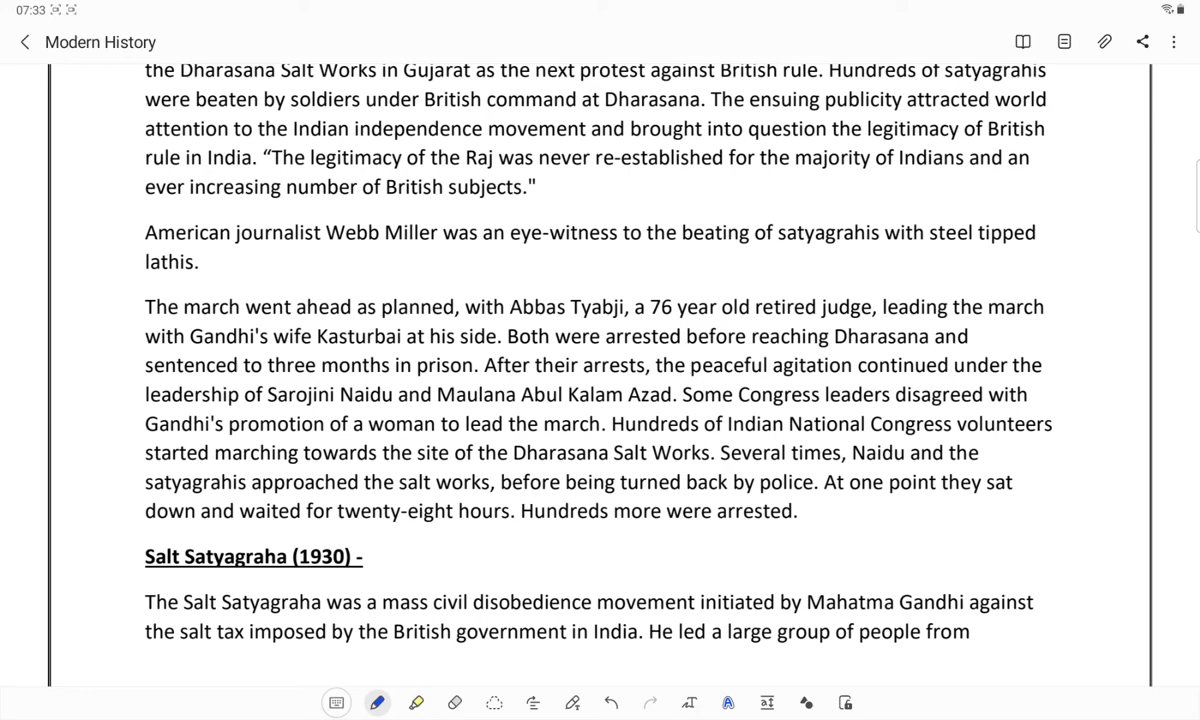 07:33
Modern History
the Dharasana Salt Works in Gujarat as the next protest against British rule. Hundreds of satyagrahis
were beaten by soldiers under British command at Dharasana. The ensuing publicity attracted world
attention to the Indian independence movement and brought into question the legitimacy of British
rule in India. “The legitimacy of the Raj was never re-established for the majority of Indians and an
ever increasing number of British subjects."
American journalist Webb Miller was an eye-witness to the beating of satyagrahis with steel tipped
lathis.
The march went ahead as planned, with Abbas Tyabji, a 76 year old retired judge, leading the march
with Gandhi's wife Kasturbai at his side. Both were arrested before reaching Dharasana and
sentenced to three months in prison. After their arrests, the peaceful agitation continued under the
leadership of Sarojini Naidu and Maulana Abul Kalam Azad. Some Congress leaders disagreed with
Gandhi's promotion of a woman to lead the march. Hundreds of Indian National Congress volunteers
started marching towards the site of the Dharasana Salt Works. Several times, Naidu and the
satyagrahis approached the salt works, before being turned back by police. At one point they sat
down and waited for twenty-eight hours. Hundreds more were arrested.
Salt Satyagraha (1930) -
The Salt Satyagraha was a mass civil disobedience movement initiated by Mahatma Gandhi against
the salt tax imposed by the British government in India. He led a large group of people from